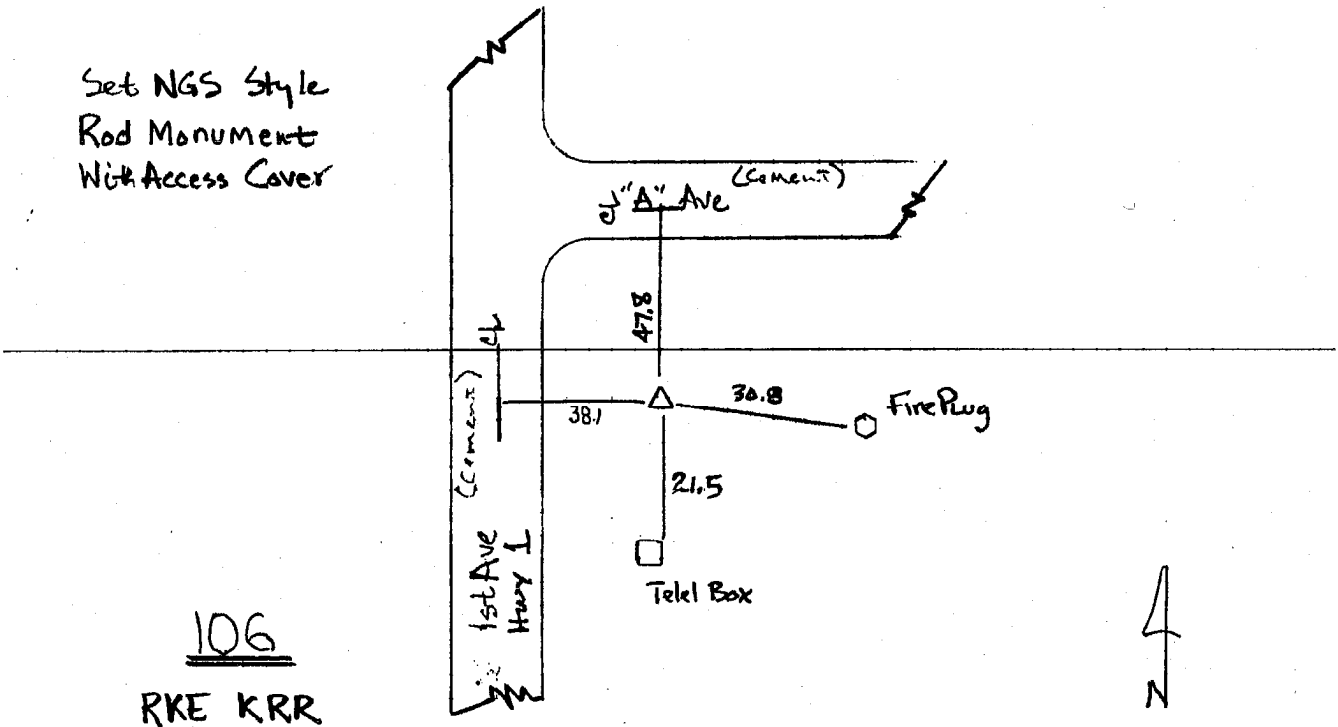 Set NGS Style
Rod Monument
With Access Cover
(Cement)
℄ "A" Ave
47.8
℄
(Cement)
38.1
30.8
Fire Plug
21.5
1st Ave
Hwy 1
Telel Box
106
RKE KRR
N